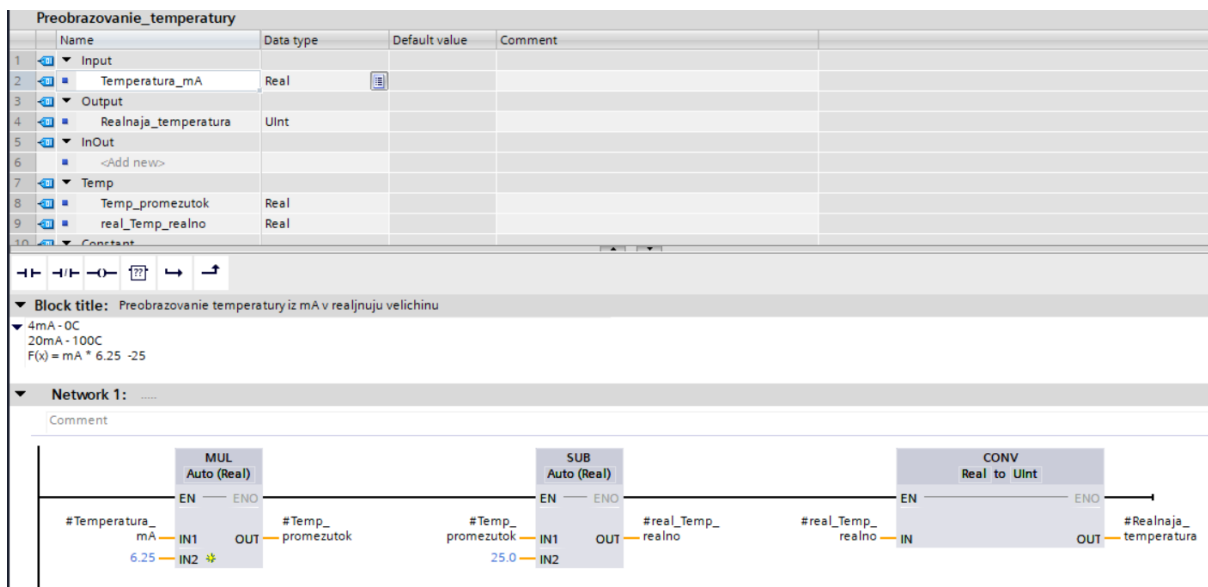 Preobrazovanie_temperatury
Name Data type Default value Comment
1 Input
2 Temperatura_mA Real
3 Output
4 Realnaja_temperatura UInt
5 InOut
6 <Add new>
7 Temp
8 Temp_promezutok Real
9 real_Temp_realno Real
10 Constant
??
Block title: Preobrazovanie temperatury iz mA v realjnuju velichinu
4mA - 0C
20mA - 100C
F(x) = mA * 6.25 -25
Network 1: .....
Comment
MUL
Auto (Real)
EN ENO
#Temperatura_
mA IN1
6.25 IN2
OUT
#Temp_
promezutok
SUB
Auto (Real)
EN ENO
#Temp_
promezutok IN1
25.0 IN2
OUT
#real_Temp_
realno
CONV
Real to UInt
EN ENO
#real_Temp_
realno IN
OUT
#Realnaja_
temperatura